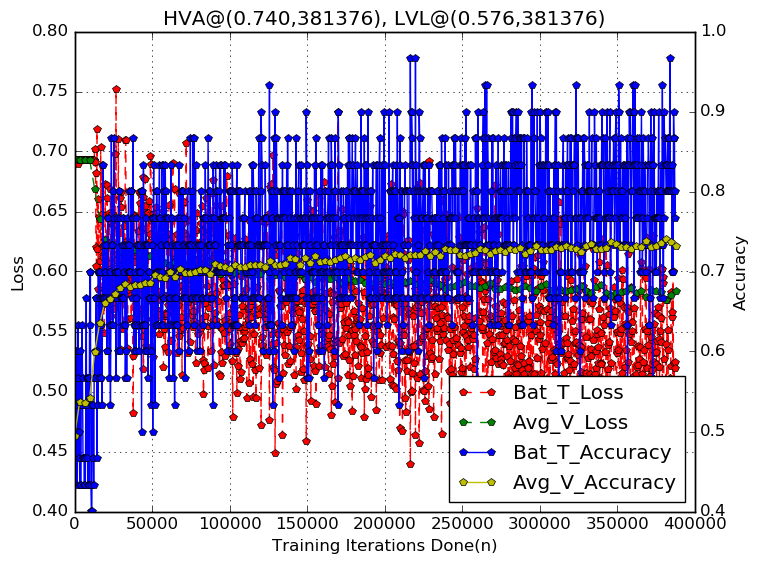 HVA@(0.740,381376), LVL@(0.576,381376)
0.80
0.75
0.70
0.65
0.60
0.55
0.50
0.45
0.40
Loss
1.0
0.9
0.8
0.7
0.6
0.5
0.4
Accuracy
Bat_T_Loss
Avg_V_Loss
Bat_T_Accuracy
Avg_V_Accuracy
0 50000 100000 150000 200000 250000 300000 350000 400000
Training Iterations Done(n)